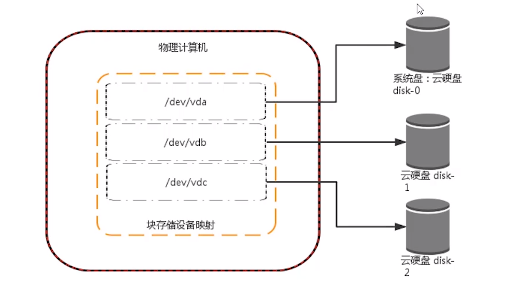 物理计算机
/dev/vda
/dev/vdb
/dev/vdc
块存储设备映射
系统盘：云硬盘
disk-0
云硬盘 disk-
1
云硬盘 disk-
2